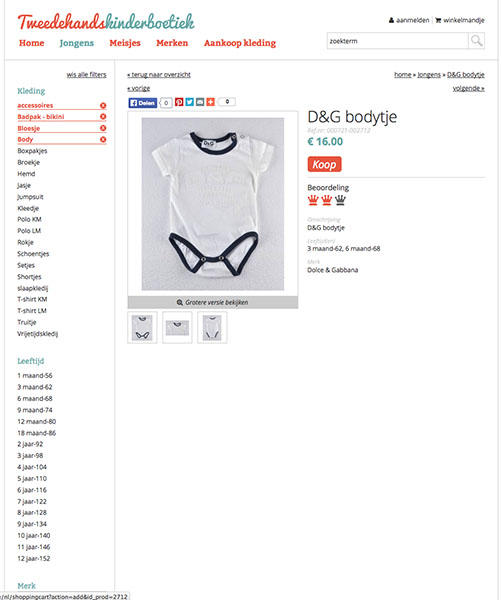 Tweedehandskinderboetiek
aanmelden winkelmandje
Home Jongens Meisjes Merken Aankoop kleding
zoekterm
wis alle filters
Kleding
accessoires
Badpak - bikini
Bloesje
Body
Boxpakjes
Broekje
Hemd
Jasje
Jumpsuit
Kleedje
Polo KM
Polo LM
Rokje
Schoentjes
Setjes
Shortjes
slaapkledij
T-shirt KM
T-shirt LM
Truitje
Vrijetijdskledij
Leeftijd
1 maand-56
3 maand-62
6 maand-68
9 maand-74
12 maand-80
18 maand-86
2 jaar-92
3 jaar-98
4 jaar-104
5 jaar-110
6 jaar-116
7 jaar-122
8 jaar-128
9 jaar-134
10 jaar-140
11 jaar-146
12 jaar-152
Merk
« terug naar overzicht
home » Jongens » D&G bodytje
« vorige
volgende »
Delen 0 0
D&G
Grotere versie bekijken
D&G bodytje
Ref.nr: 000721-002712
€ 16.00
Koop
Beoordeling
Omschrijving
D&G bodytje
Leeftijd(en)
3 maand-62, 6 maand-68
Merk
Dolce & Gabbana
/nl/shoppingcart?action=add&id_prod=2712